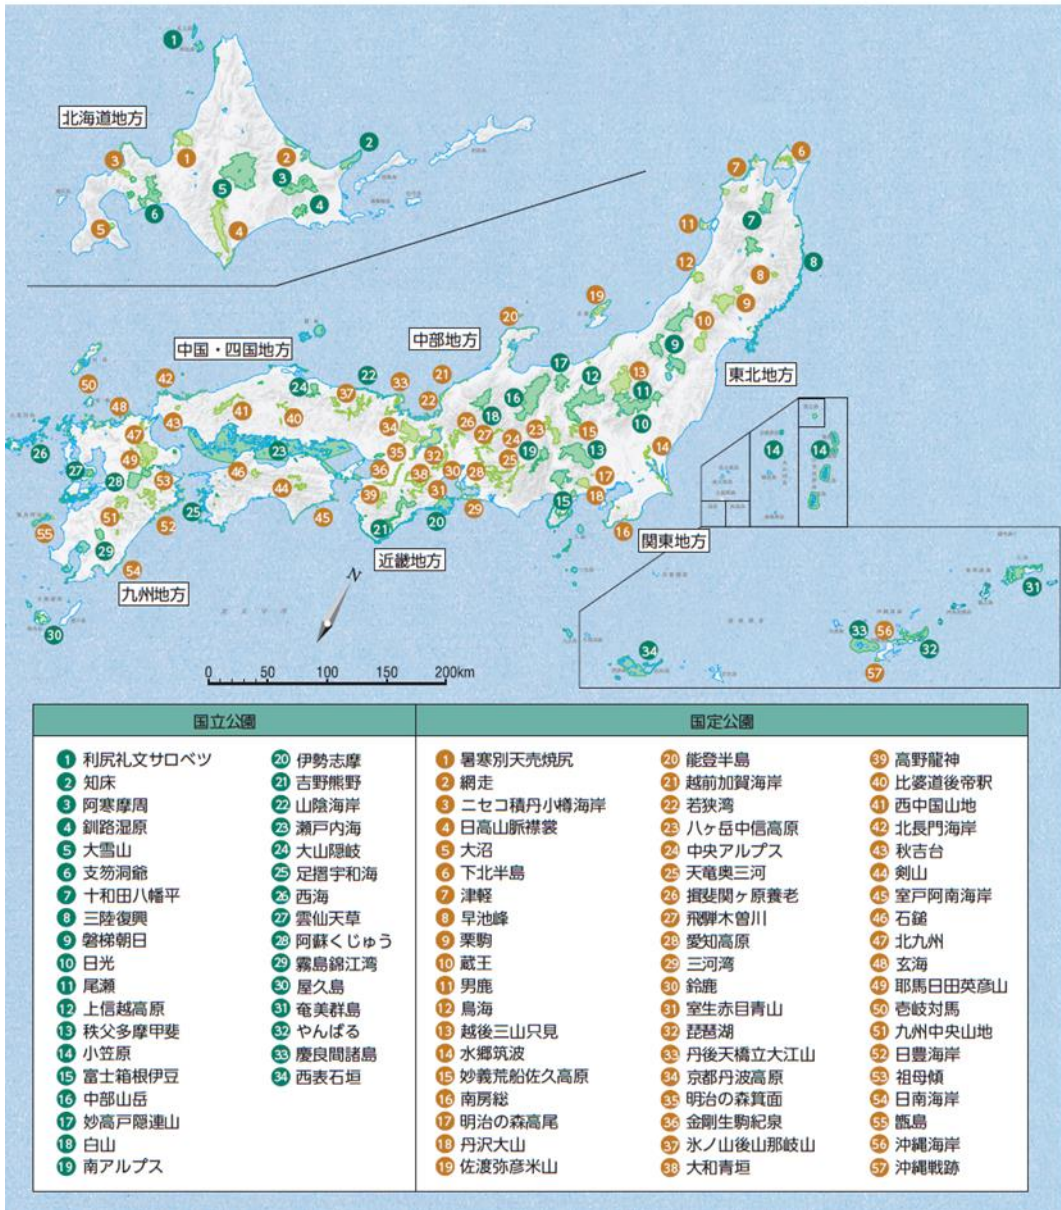 北海道地方
中国・四国地方
中部地方
東北地方
近畿地方
関東地方
九州地方
N
0 50 100 200km
国立公園
1 利尻礼文サロベツ
2 知床
3 阿寒摩周
4 釧路湿原
5 大雪山
6 支笏洞爺
7 十和田八幡平
8 三陸復興
9 磐梯朝日
10 日光
11 尾瀬
12 上信越高原
13 秩父多摩甲斐
14 小笠原
15 富士箱根伊豆
16 中部山岳
17 妙高戸隠連山
18 白山
19 南アルプス
20 伊勢志摩
21 吉野熊野
22 山陰海岸
23 瀬戸内海
24 大山隠岐
25 足摺宇和海
26 西海
27 雲仙天草
28 阿蘇くじゅう
29 霧島錦江湾
30 屋久島
31 奄美群島
32 やんばる
33 慶良間諸島
34 西表石垣
国定公園
1 暑寒別天売焼尻
2 網走
3 ニセコ積丹小樽海岸
4 日高山脈襟裳
5 大沼
6 下北半島
7 津軽
8 早池峰
9 栗駒
10 蔵王
11 男鹿
12 鳥海
13 越後三山只見
14 水郷筑波
15 妙義荒船佐久高原
16 南房総
17 明治の森高尾
18 丹沢大山
19 佐渡弥彦米山
20 能登半島
21 越前加賀海岸
22 若狭湾
23 八ヶ岳中信高原
24 中央アルプス
25 天竜奥三河
26 揖斐関ヶ原養老
27 飛騨木曽川
28 愛知高原
29 三河湾
30 鈴鹿
31 室生赤目青山
32 琵琶湖
33 丹後天橋立大江山
34 京都丹波高原
35 明治の森箕面
36 金剛生駒紀泉
37 氷ノ山後山那岐山
38 大和青垣
39 高野龍神
40 比婆道後帝釈
41 西中国山地
42 北長門海岸
43 秋吉台
44 剣山
45 室戸阿南海岸
46 石鎚
47 北九州
48 玄海
49 耶馬日田英彦山
50 壱岐対馬
51 九州中央山地
52 日豊海岸
53 祖母傾
54 日南海岸
55 甑島
56 沖縄海岸
57 沖縄戦跡